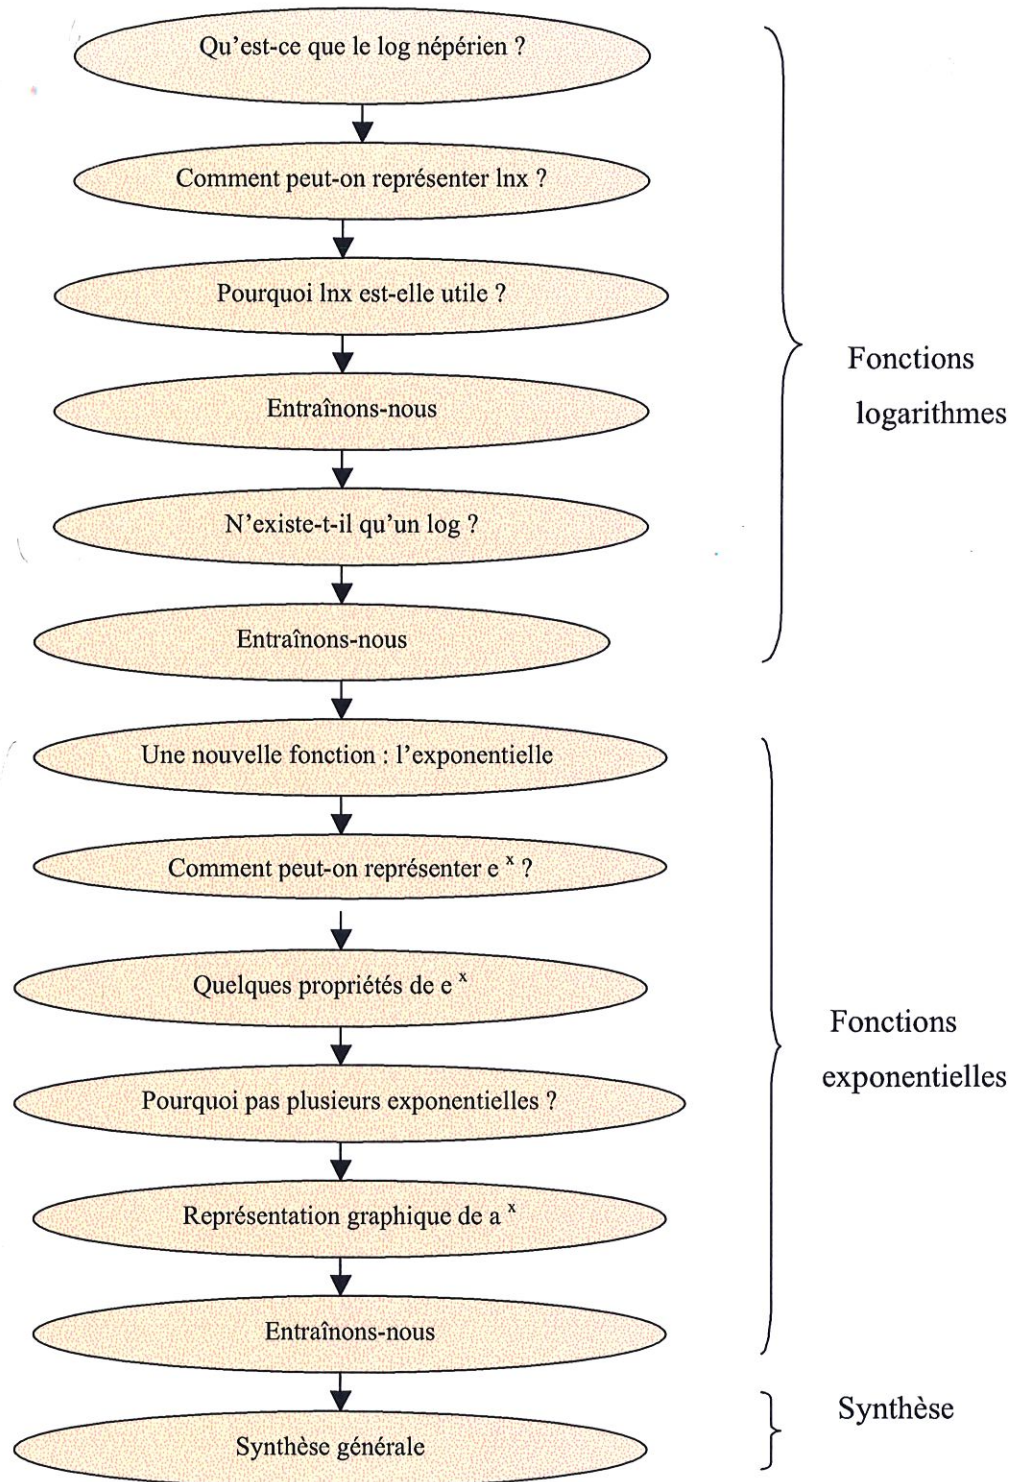 Qu'est-ce que le log népérien ?
Comment peut-on représenter lnx ?
Pourquoi lnx est-elle utile ?
Entraînons-nous
N'existe-t-il qu'un log ?
Entraînons-nous
Fonctions
logarithmes
Une nouvelle fonction : l'exponentielle
Comment peut-on représenter e x ?
Quelques propriétés de e x
Pourquoi pas plusieurs exponentielles ?
Représentation graphique de a x
Entraînons-nous
Fonctions
exponentielles
Synthèse générale
Synthèse